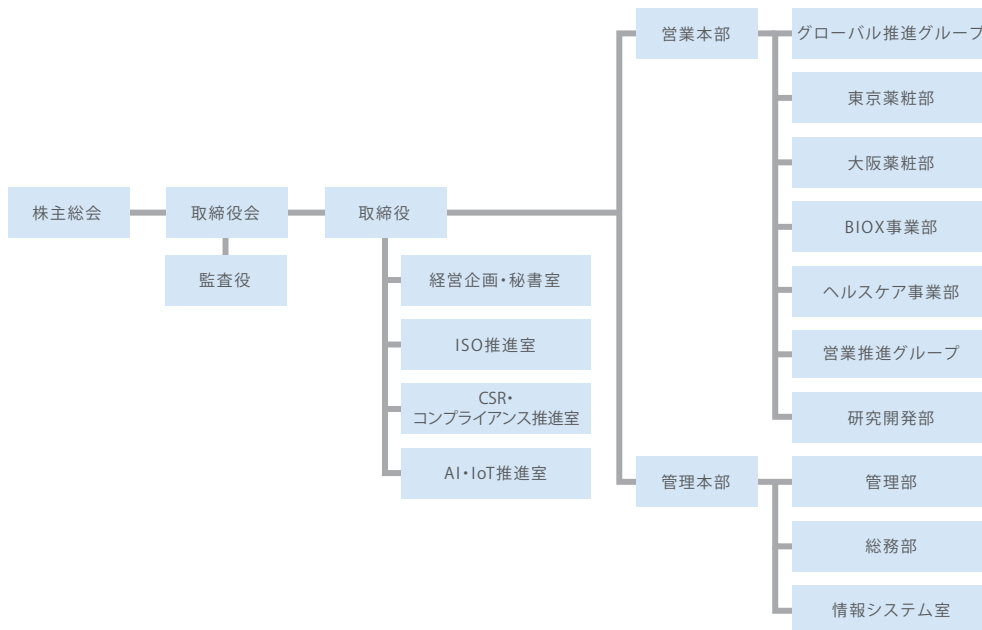 株主総会
取締役会
監査役
取締役
経営企画・秘書室
ISO推進室
CSR・
コンプライアンス推進室
AI・IoT推進室
営業本部
グローバル推進グループ
東京薬粧部
大阪薬粧部
BIOX事業部
ヘルスケア事業部
営業推進グループ
研究開発部
管理本部
管理部
総務部
情報システム室